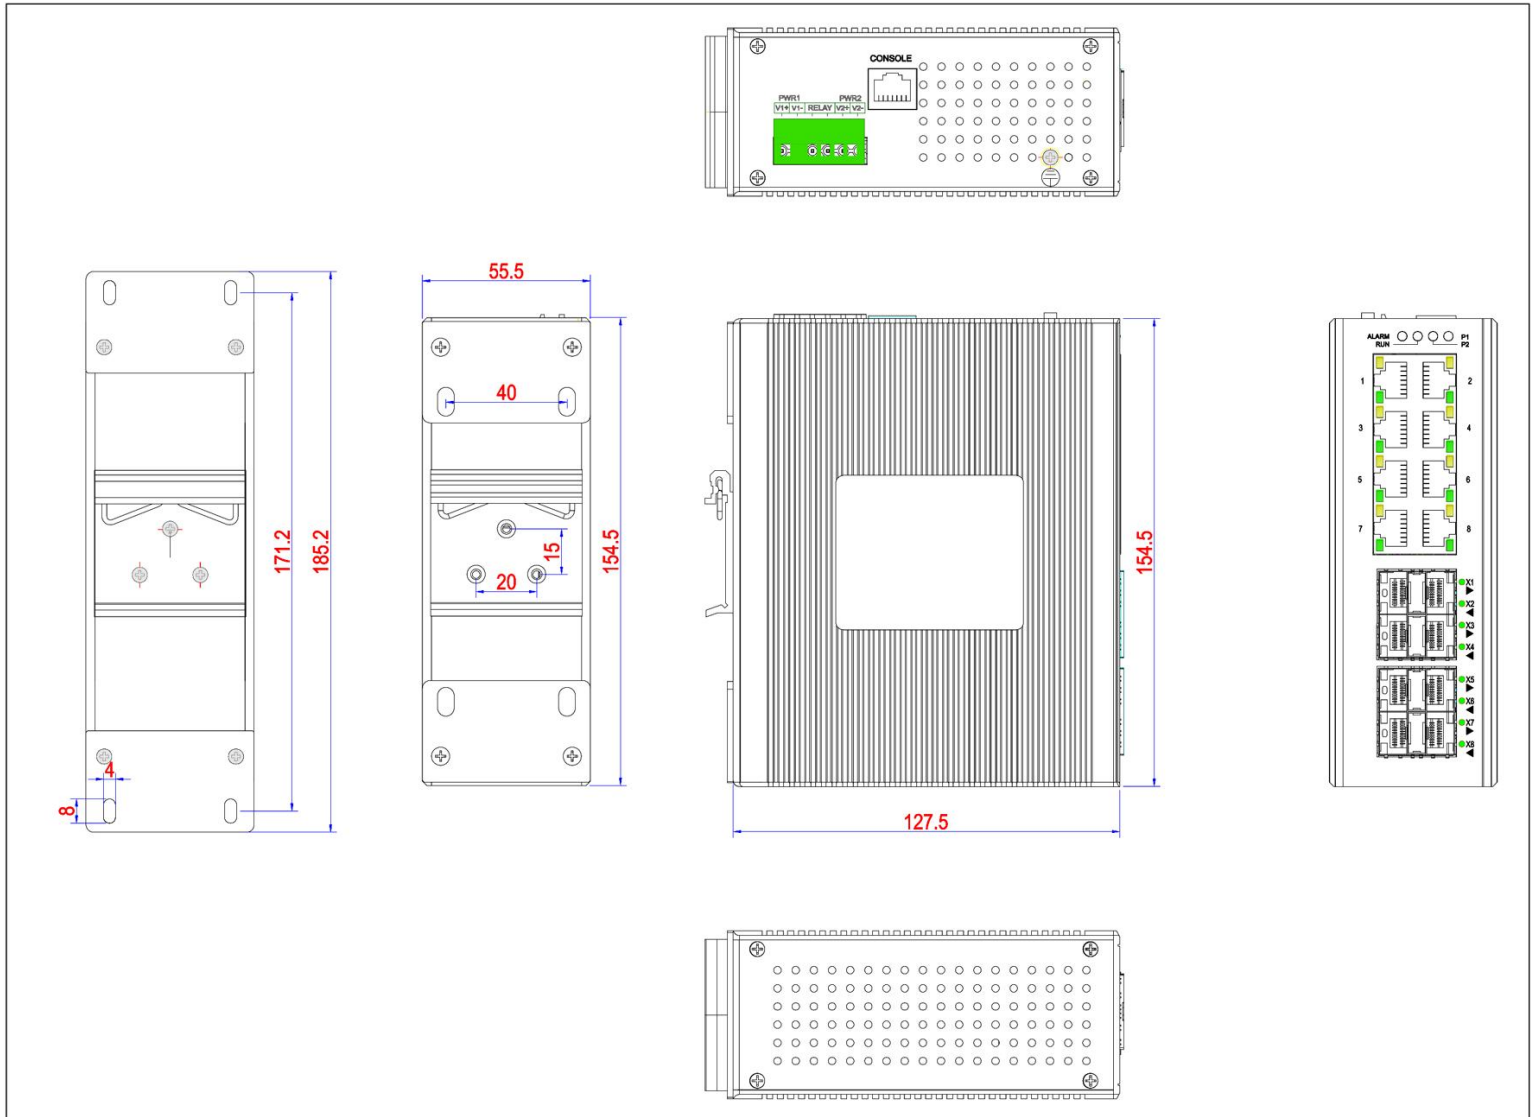 CONSOLE
PWR1 PWR2
V1+ V1- RELAY V2+ V2-
55.5
40
15
20
154.5
171.2
185.2
4
8
154.5
127.5
ALARM P1
RUN P2
1 2
3 4
5 6
7 8
X1
X2
X3
X4
X5
X6
X7
X8